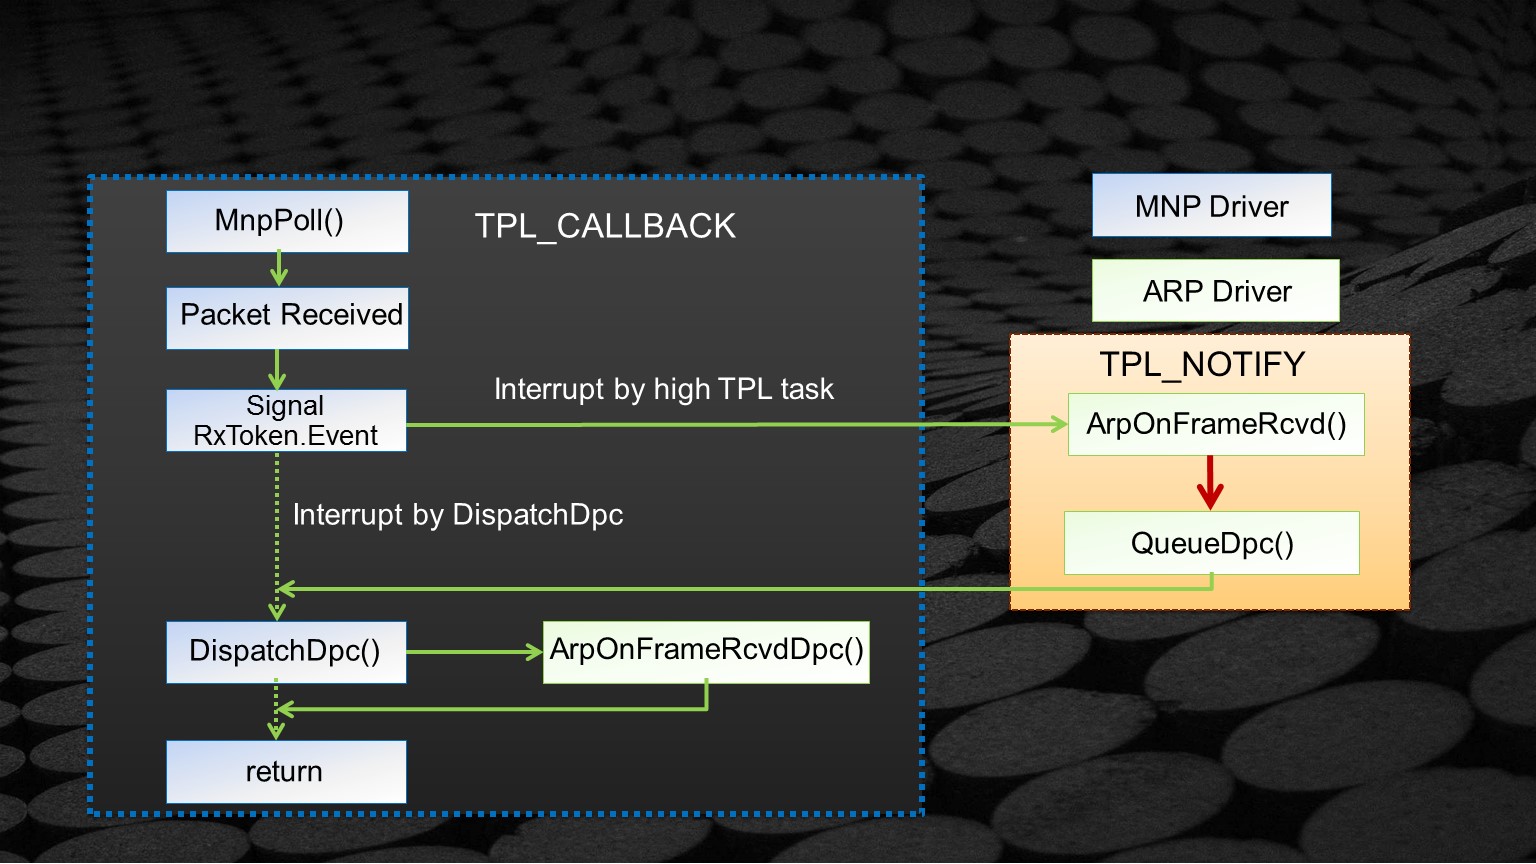 MnpPoll()
TPL_CALLBACK
Packet Received
Signal
RxToken.Event
Interrupt by high TPL task
Interrupt by DispatchDpc
DispatchDpc()
ArpOnFrameRcvdDpc()
return
MNP Driver
ARP Driver
TPL_NOTIFY
ArpOnFrameRcvd()
QueueDpc()